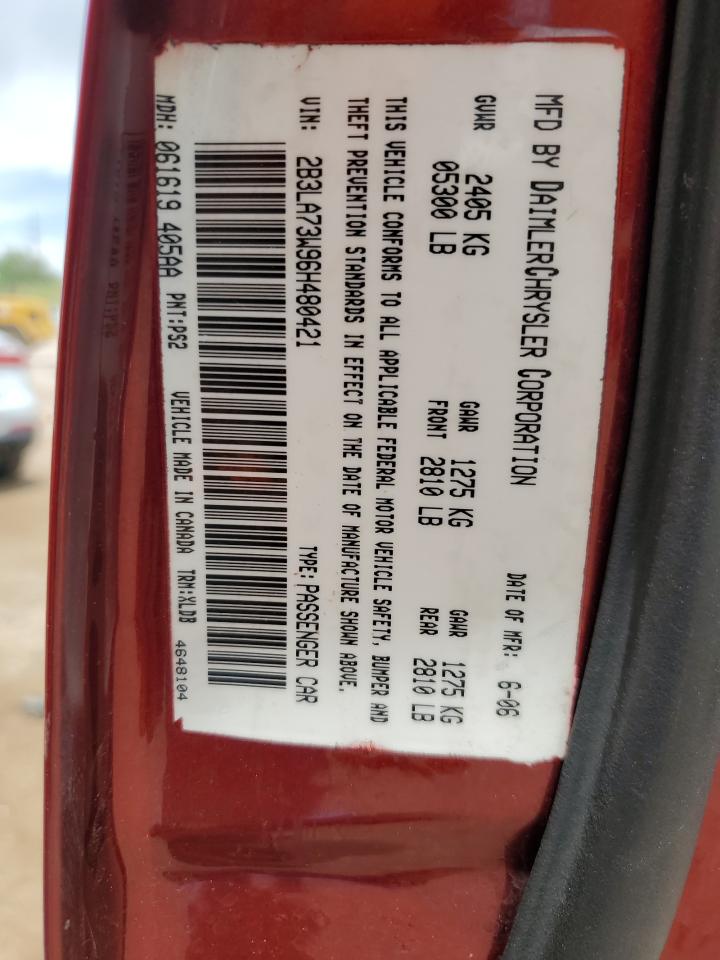 MFD BY DAIMLERCHRYSLER CORPORATION
DATE OF MFR: 6-06
GVWR 2405 KG
05300 LB
GAWR 1275 KG
FRONT 2810 LB
GAWR 1275 KG
REAR 2810 LB
THIS VEHICLE CONFORMS TO ALL APPLICABLE FEDERAL MOTOR VEHICLE SAFETY, BUMPER AND
THEFT PREVENTION STANDARDS IN EFFECT ON THE DATE OF MANUFACTURE SHOWN ABOVE.
VIN: 2B3LA73W96H480421 TYPE: PASSENGER CAR
MDH: 061619 405AA PNT:PS2 VEHICLE MADE IN CANADA TRM:XLDB
4648104